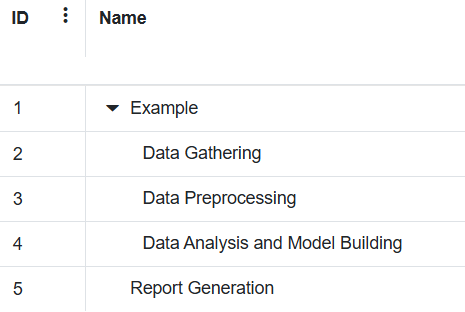 ID Name
1 Example
2 Data Gathering
3 Data Preprocessing
4 Data Analysis and Model Building
5 Report Generation